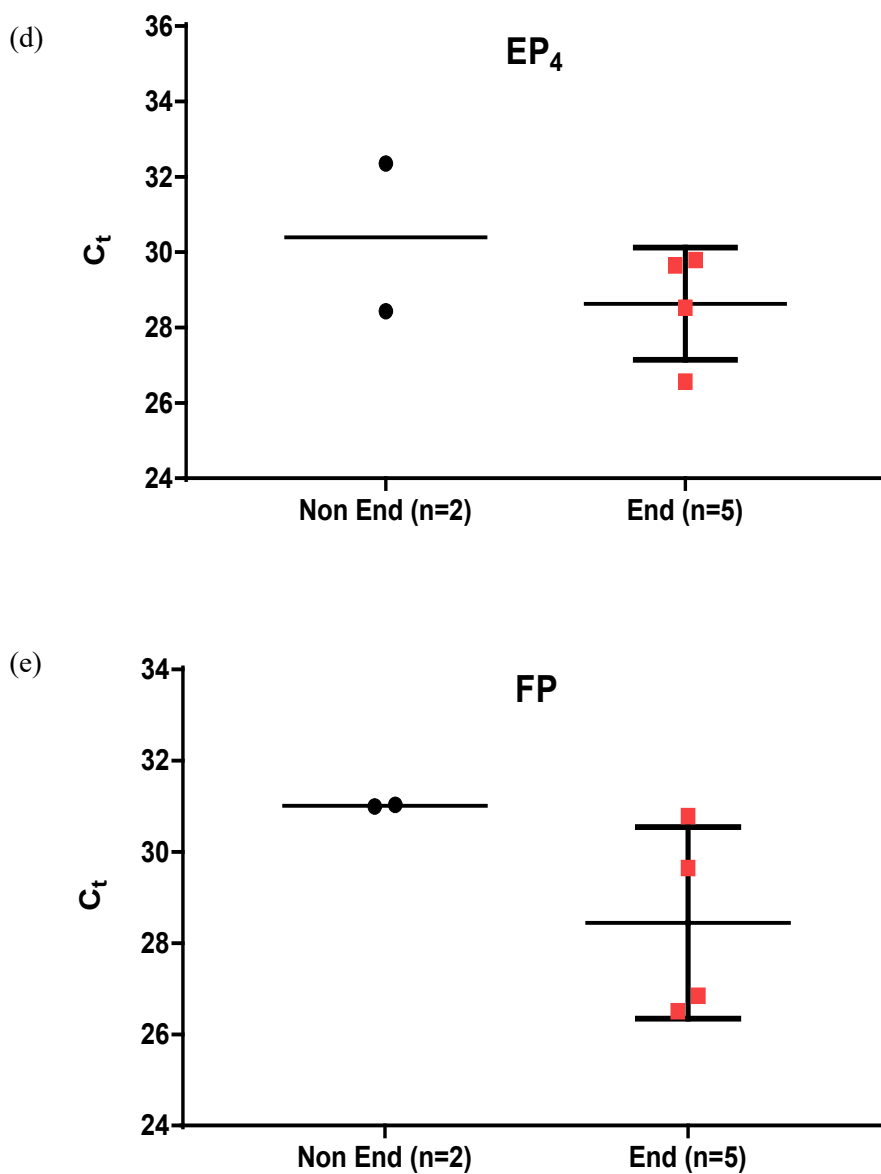 (d)
EP₄
36
34
32
30
28
26
24
Cₜ
Non End (n=2) End (n=5)
(e)
FP
34
32
30
28
26
24
Cₜ
Non End (n=2) End (n=5)